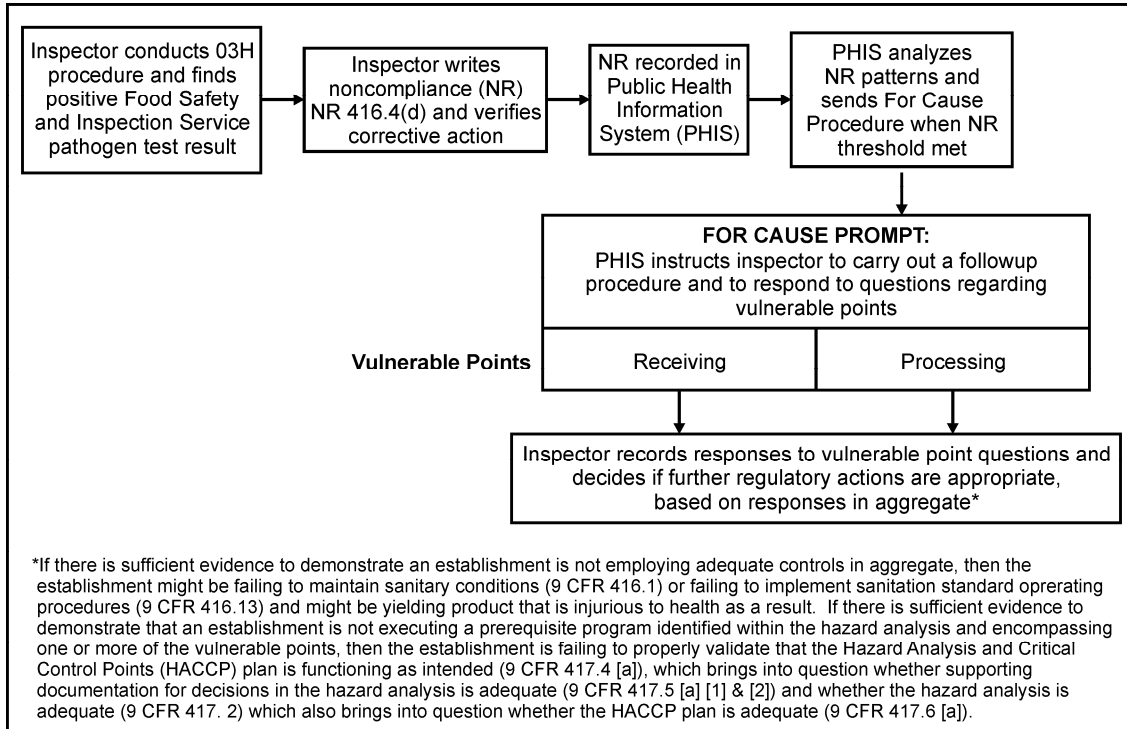 Inspector conducts 03H
procedure and finds
positive Food Safety
and Inspection Service
pathogen test result
Inspector writes
noncompliance (NR)
NR 416.4(d) and verifies
corrective action
NR recorded in
Public Health
Information
System (PHIS)
PHIS analyzes
NR patterns and
sends For Cause
Procedure when NR
threshold met
FOR CAUSE PROMPT:
PHIS instructs inspector to carry out a followup
procedure and to respond to questions regarding
vulnerable points
Vulnerable Points
Receiving
Processing
Inspector records responses to vulnerable point questions and
decides if further regulatory actions are appropriate,
based on responses in aggregate*
*If there is sufficient evidence to demonstrate an establishment is not employing adequate controls in aggregate, then the
establishment might be failing to maintain sanitary conditions (9 CFR 416.1) or failing to implement sanitation standard oprerating
procedures (9 CFR 416.13) and might be yielding product that is injurious to health as a result.  If there is sufficient evidence to
demonstrate that an establishment is not executing a prerequisite program identified within the hazard analysis and encompassing
one or more of the vulnerable points, then the establishment is failing to properly validate that the Hazard Analysis and Critical
Control Points (HACCP) plan is functioning as intended (9 CFR 417.4 [a]), which brings into question whether supporting
documentation for decisions in the hazard analysis is adequate (9 CFR 417.5 [a] [1] & [2]) and whether the hazard analysis is
adequate (9 CFR 417. 2) which also brings into question whether the HACCP plan is adequate (9 CFR 417.6 [a]).